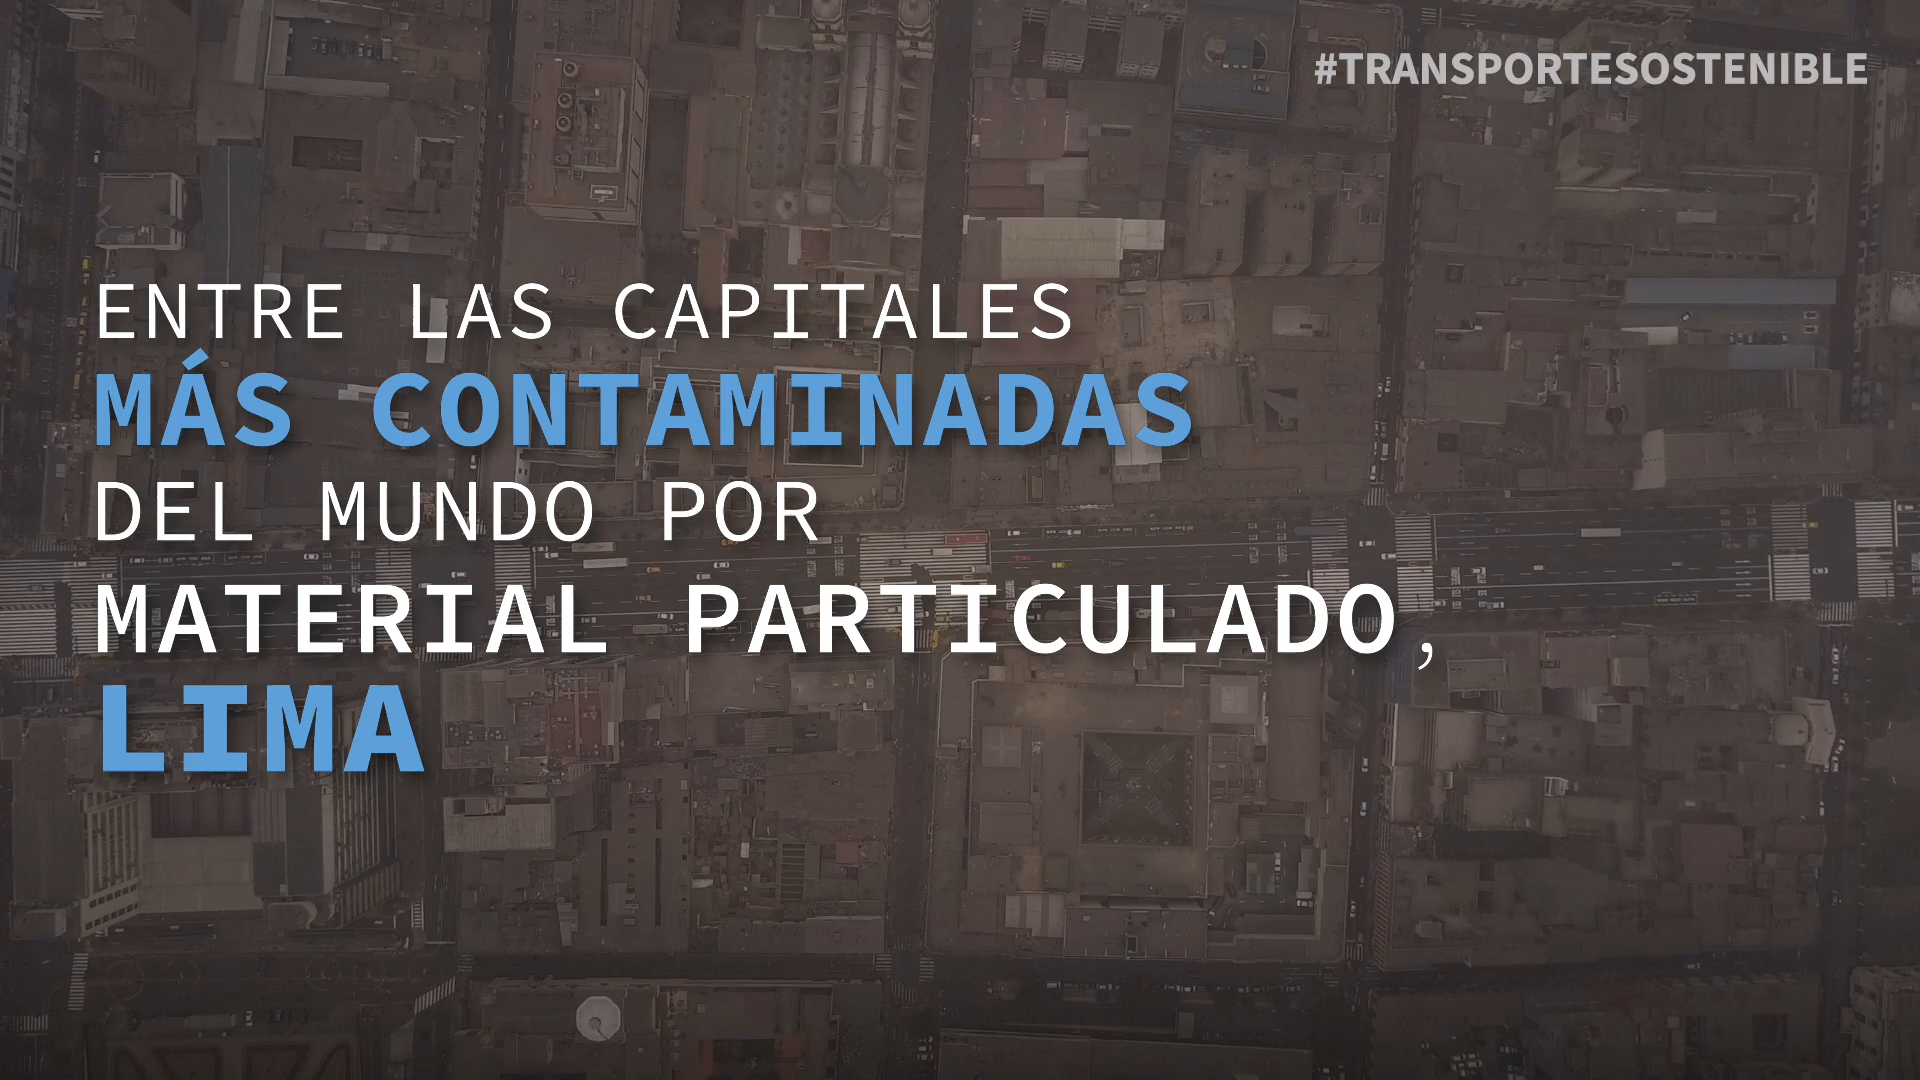 #TRANSPORTESOSTENIBLE
ENTRE LAS CAPITALES
MÁS CONTAMINADAS
DEL MUNDO POR
MATERIAL PARTICULADO,
LIMA